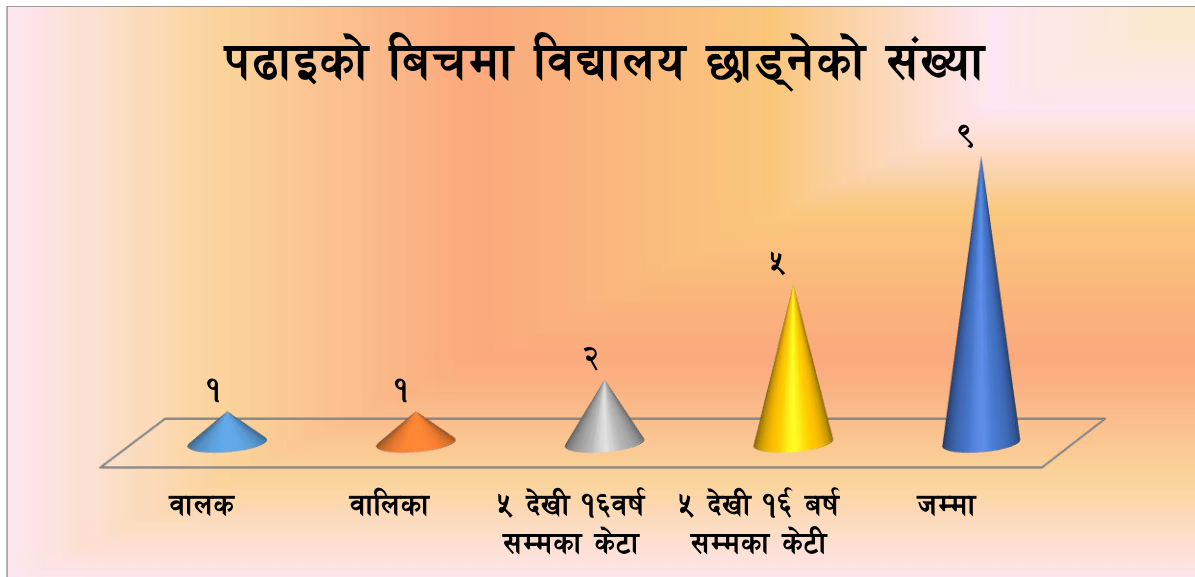 पढाइको बिचमा विद्यालय छाड्नेको संख्या
९
५
२
१
१
वालक
वालिका
५ देखी १६वर्ष
सम्मका केटा
५ देखी १६ बर्ष
सम्मका केटी
जम्मा